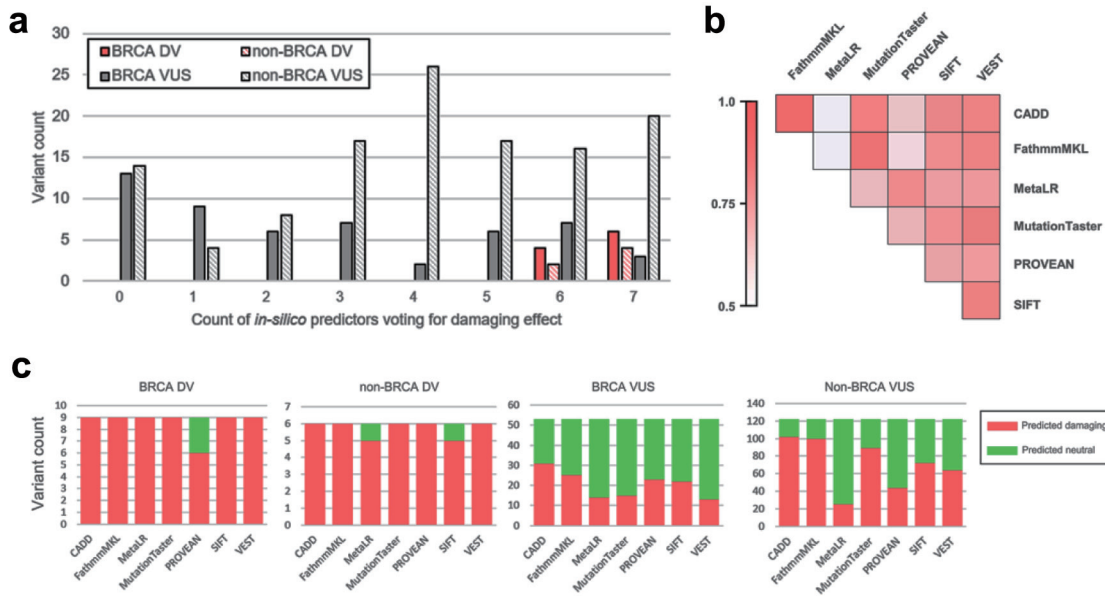 a
30
25
20
15
10
5
0
Variant count
BRCA DV
non-BRCA DV
BRCA VUS
non-BRCA VUS
0 1 2 3 4 5 6 7
Count of in-silico predictors voting for damaging effect
b
FathmmMKL
MetaLR
MutationTaster
PROVEAN
SIFT
VEST
1.0
0.75
0.5
CADD
FathmmMKL
MetaLR
MutationTaster
PROVEAN
SIFT
c
BRCA DV
Variant count
10
9
8
7
6
5
4
3
2
1
0
CADD
FathmmMKL
MetaLR
MutationTaster
PROVEAN
SIFT
VEST
non-BRCA DV
7
6
5
4
3
2
1
0
CADD
FathmmMKL
MetaLR
MutationTaster
PROVEAN
SIFT
VEST
BRCA VUS
60
50
40
30
20
10
0
CADD
FathmmMKL
MetaLR
MutationTaster
PROVEAN
SIFT
VEST
Non-BRCA VUS
140
120
100
80
60
40
20
0
CADD
FathmmMKL
MetaLR
MutationTaster
PROVEAN
SIFT
VEST
Predicted damaging
Predicted neutral